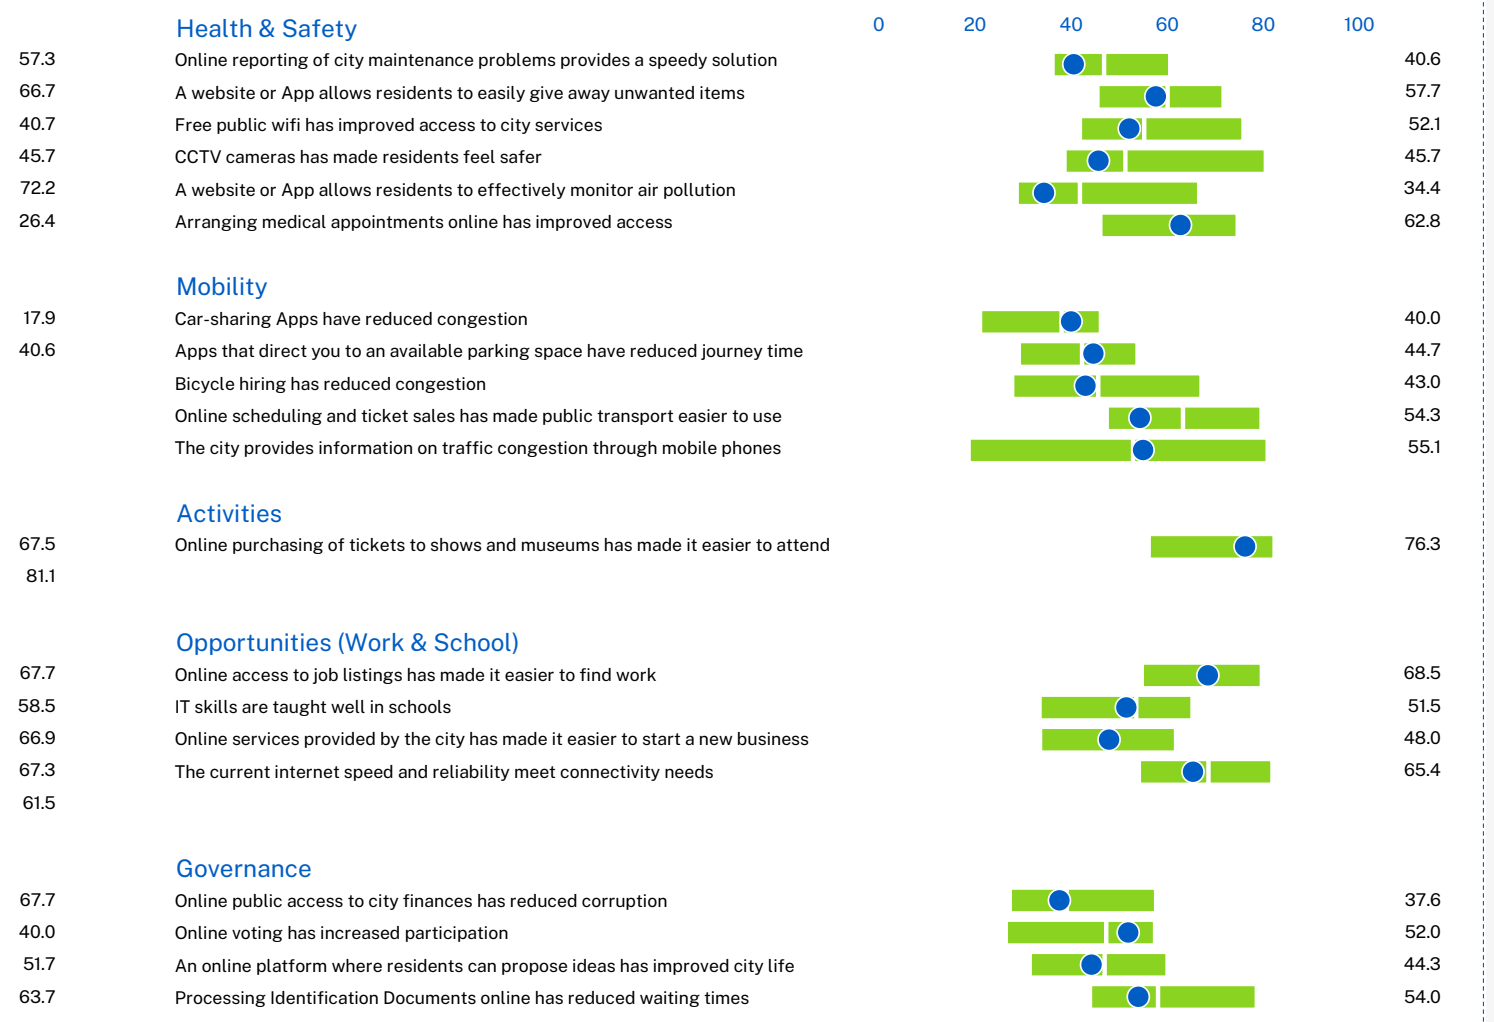 Health & Safety 0 20 40 60 80 100
57.3 Online reporting of city maintenance problems provides a speedy solution 40.6
66.7 A website or App allows residents to easily give away unwanted items 57.7
40.7 Free public wifi has improved access to city services 52.1
45.7 CCTV cameras has made residents feel safer 45.7
72.2 A website or App allows residents to effectively monitor air pollution 34.4
26.4 Arranging medical appointments online has improved access 62.8
Mobility
17.9 Car-sharing Apps have reduced congestion 40.0
40.6 Apps that direct you to an available parking space have reduced journey time 44.7
Bicycle hiring has reduced congestion 43.0
Online scheduling and ticket sales has made public transport easier to use 54.3
The city provides information on traffic congestion through mobile phones 55.1
Activities
67.5 Online purchasing of tickets to shows and museums has made it easier to attend 76.3
81.1
Opportunities (Work & School)
67.7 Online access to job listings has made it easier to find work 68.5
58.5 IT skills are taught well in schools 51.5
66.9 Online services provided by the city has made it easier to start a new business 48.0
67.3 The current internet speed and reliability meet connectivity needs 65.4
61.5
Governance
67.7 Online public access to city finances has reduced corruption 37.6
40.0 Online voting has increased participation 52.0
51.7 An online platform where residents can propose ideas has improved city life 44.3
63.7 Processing Identification Documents online has reduced waiting times 54.0